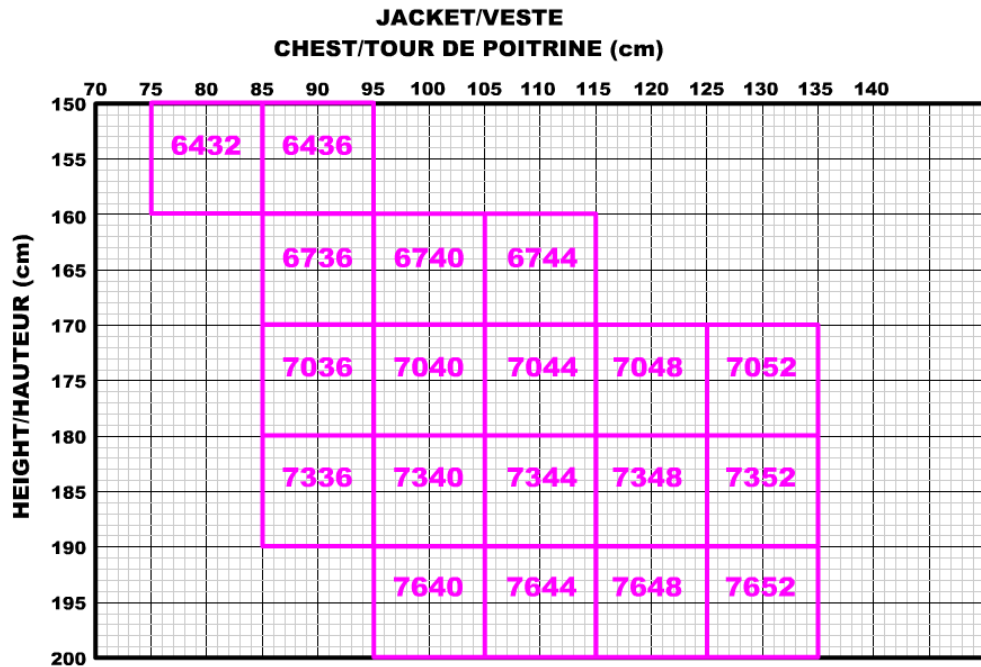 JACKET/VESTE
CHEST/TOUR DE POITRINE (cm)
70 75 80 85 90 95 100 105 110 115 120 125 130 135 140
150
6432 6436
155
160
HEIGHT/HAUTEUR (cm)
6736 6740 6744
165
170
7036 7040 7044 7048 7052
175
180
7336 7340 7344 7348 7352
185
190
7640 7644 7648 7652
195
200